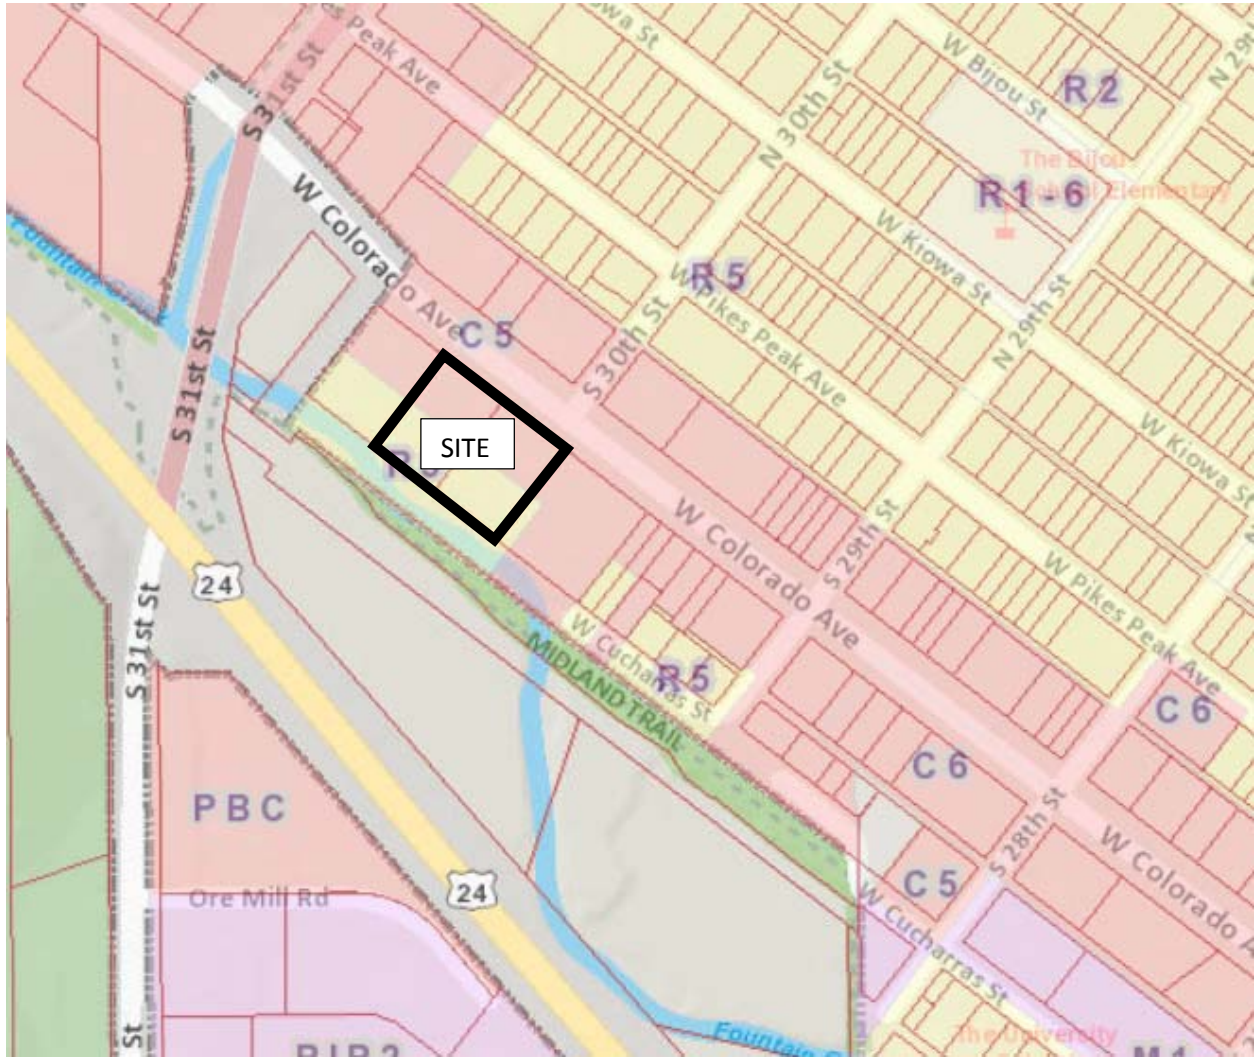 S 31st St
Peak Ave
W Bijou St
N 30th St
N 29th
R 2
The Bijou
School Elementary
R 1 - 6
W Colorado Ave
Fountain
W Kiowa St
R 5
W Pikes Peak Ave
C 5
S 30th St
N 29th St
S 31st St
SITE
W Kiowa St
24
W Colorado Ave
S 29th St
W Pikes Peak Ave
S 31st St
W Cucharras St
MIDLAND TRAIL
R 5
C 6
C 6
P B C
S 28th St
W Colorado
Ore Mill Rd
24
C 5
W Cucharras St
St
Fountain
The University